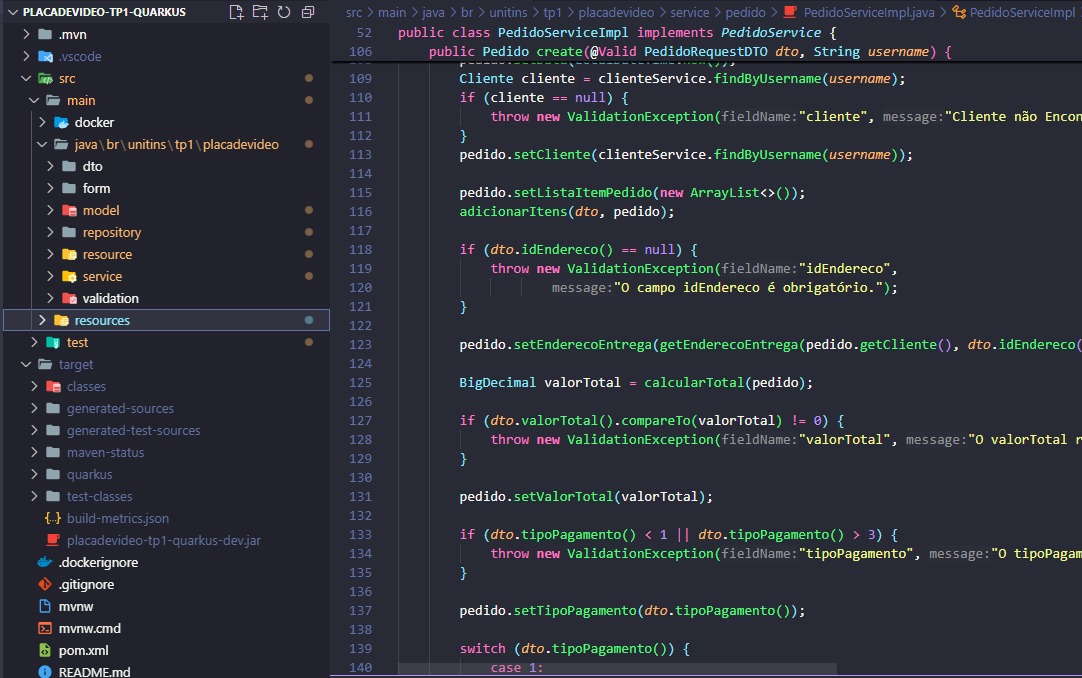 PLACADEVIDEO-TP1-QUARKUS
.mvn
.vscode
src
main
docker
java\br\unitins\tp1\placadevideo
dto
form
model
repository
resource
service
validation
resources
test
target
classes
generated-sources
generated-test-sources
maven-status
quarkus
test-classes
build-metrics.json
placadevideo-tp1-quarkus-dev.jar
.dockerignore
.gitignore
mvnw
mvnw.cmd
pom.xml
README.md
src > main > java > br > unitins > tp1 > placadevideo > service > pedido > PedidoServiceImpl.java > PedidoServiceImpl
52 public class PedidoServiceImpl implements PedidoService {
106 public Pedido create(@Valid PedidoRequestDTO dto, String username) {
109 Cliente cliente = clienteService.findByUsername(username);
110 if (cliente == null) {
111 throw new ValidationException(fieldName:"cliente", message:"Cliente não Encon
112 }
113 pedido.setCliente(clienteService.findByUsername(username));
114
115 pedido.setListaItemPedido(new ArrayList<>());
116 adicionarItens(dto, pedido);
117
118 if (dto.idEndereco() == null) {
119 throw new ValidationException(fieldName:"idEndereco",
120 message:"O campo idEndereco é obrigatório.");
121 }
122
123 pedido.setEnderecoEntrega(getEnderecoEntrega(pedido.getCliente(), dto.idEndereco(
124
125 BigDecimal valorTotal = calcularTotal(pedido);
126
127 if (dto.valorTotal().compareTo(valorTotal) != 0) {
128 throw new ValidationException(fieldName:"valorTotal", message:"O valorTotal r
129 }
130
131 pedido.setValorTotal(valorTotal);
132
133 if (dto.tipoPagamento() < 1 || dto.tipoPagamento() > 3) {
134 throw new ValidationException(fieldName:"tipoPagamento", message:"O tipoPagam
135 }
136
137 pedido.setTipoPagamento(dto.tipoPagamento());
138
139 switch (dto.tipoPagamento()) {
140 case 1: